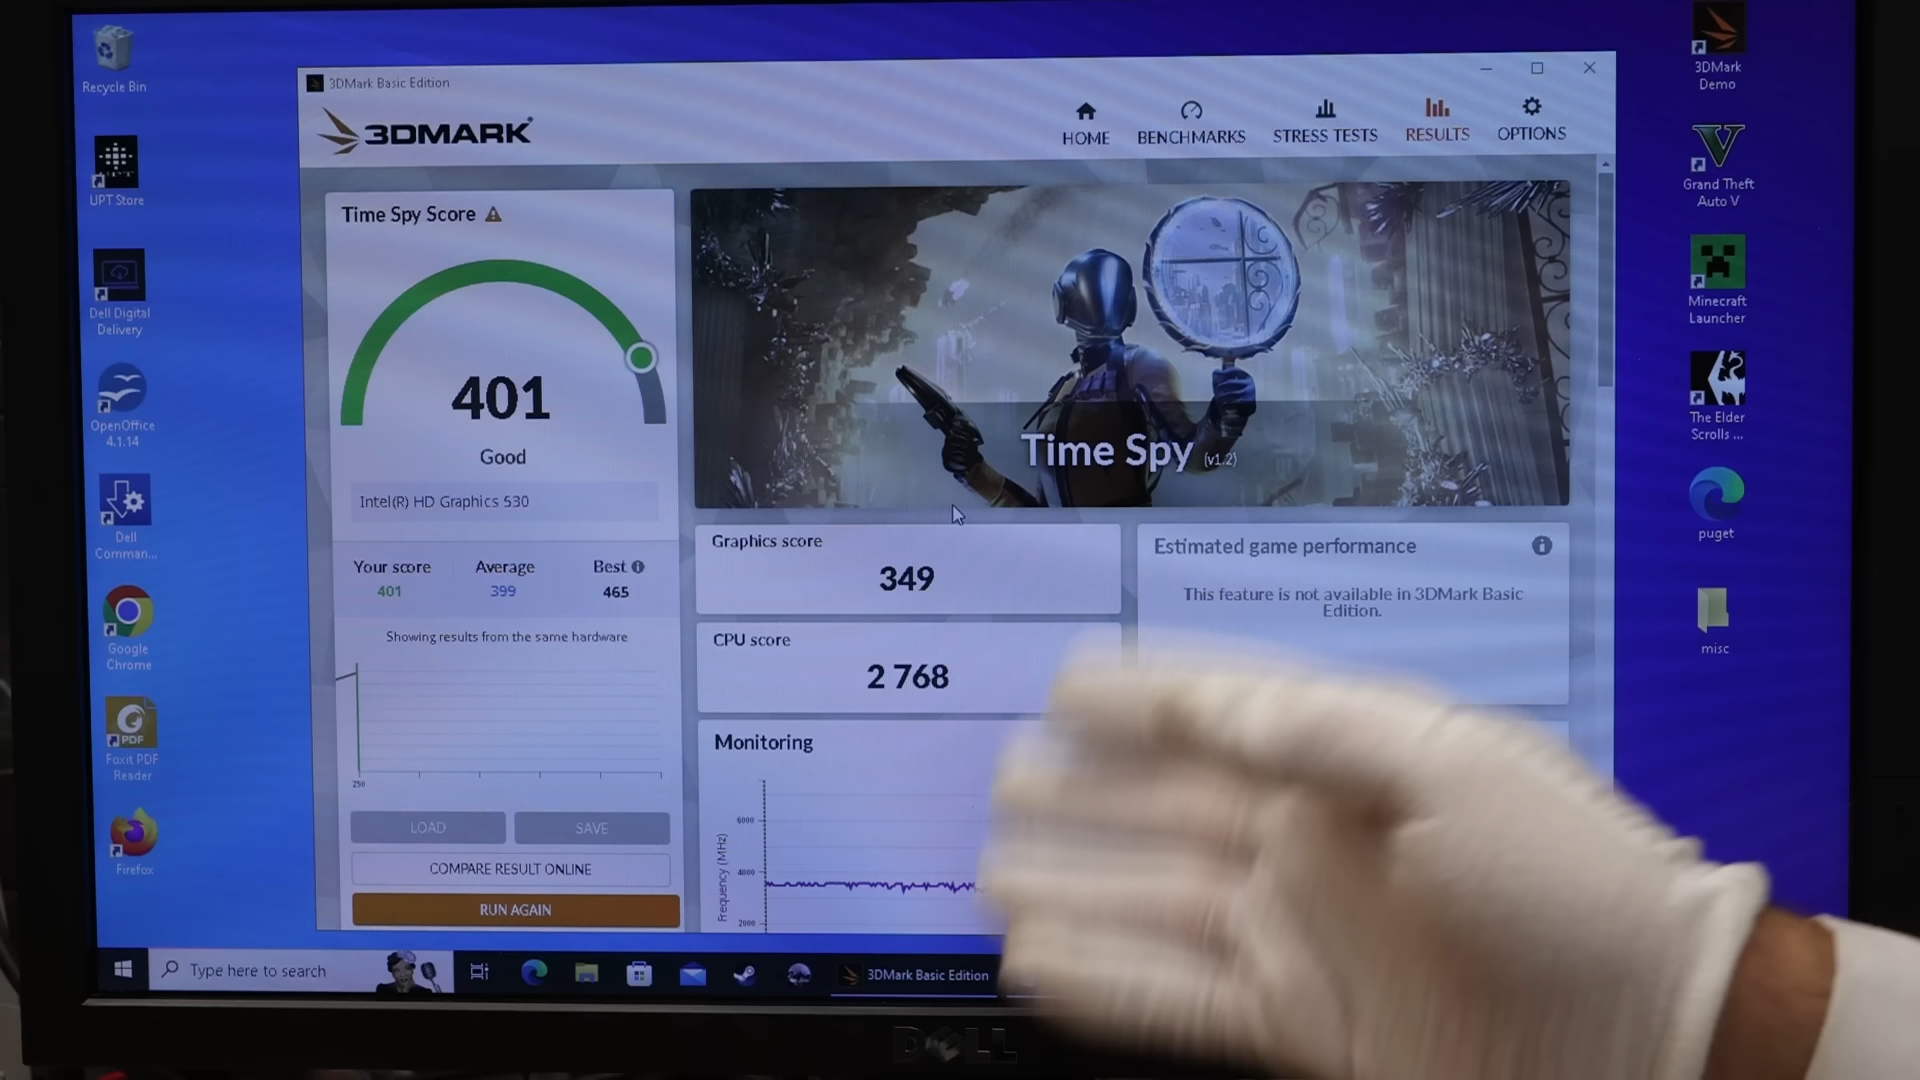 Recycle Bin
UPT Store
Dell Digital
Delivery
OpenOffice
4.1.14
Dell
Comman...
Google
Chrome
PDF
Foxit PDF
Reader
Firefox
3DMark Basic Edition
3DMARK
HOME
BENCHMARKS
STRESS TESTS
RESULTS
OPTIONS
Time Spy Score
401
Good
Intel(R) HD Graphics 530
Your score
Average
Best
401
399
465
Showing results from the same hardware
250
LOAD
SAVE
COMPARE RESULT ONLINE
RUN AGAIN
Time Spy (v1.2)
Graphics score
349
CPU score
2 768
Estimated game performance
This feature is not available in 3DMark Basic
Edition.
Monitoring
Frequency (MHz)
6000
4000
2000
3DMark
Demo
Grand Theft
Auto V
Minecraft
Launcher
The Elder
Scrolls ...
puget
misc
Type here to search
3DMark Basic Edition
DELL